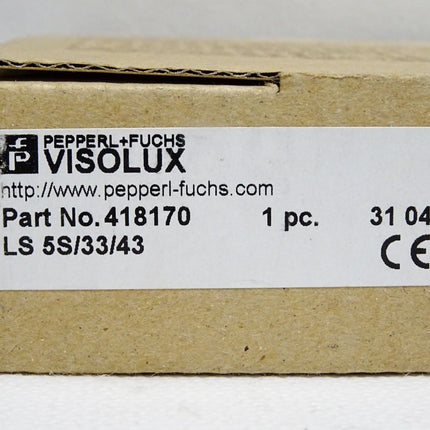 PEPPERL+FUCHS
VISOLUX
http://www.pepperl-fuchs.com
Part No. 418170 1 pc. 31 04
LS 5S/33/43 CE